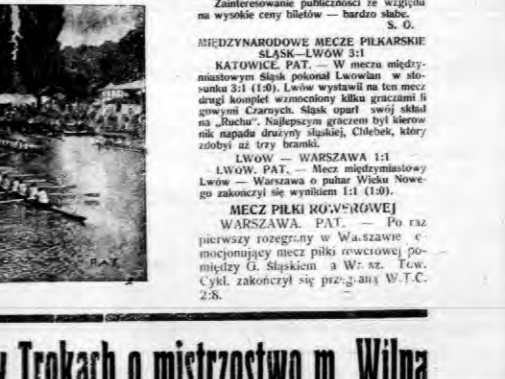 Zainteresowanie publiczności ze względu
na wysokie ceny biletów — bardzo słabe.
S. O.
MIĘDZYNARODOWE MECZE PIŁKARSKIE
ŚLĄSK—LWÓW 3:1
KATOWICE. PAT. — W meczu między-
miastowym Śląsk pokonał Lwowian w sto-
sunku 3:1 (1:0). Lwów wystawił na ten mecz
drugi komplet wzmocniony kilku graczami li
gowymi Czarnych. Śląsk oparł swój skład
na „Ruchu". Najlepszym graczem był kierow
nik napadu drużyny śląskiej, Chlebek, który
zdobył aż trzy bramki.
LWÓW — WARSZAWA 1:1
LWÓW. PAT. — Mecz międzymiastowy
Lwów — Warszawa o puhar Wieku Nowe-
go zakończył się wynikiem 1:1 (1:0).
MECZ PIŁKI ROWEROWEJ
WARSZAWA. PAT. — Po raz
pierwszy rozegrany w Warszawie e-
mocjonujący mecz piłki rowerowej po-
między G. Śląskiem a Warsz. Tow.
Cykl. zakończył się przegraną W.T.C.
2:8.
P.A.T.
w Trokach o mistrzostwo m. Wilna